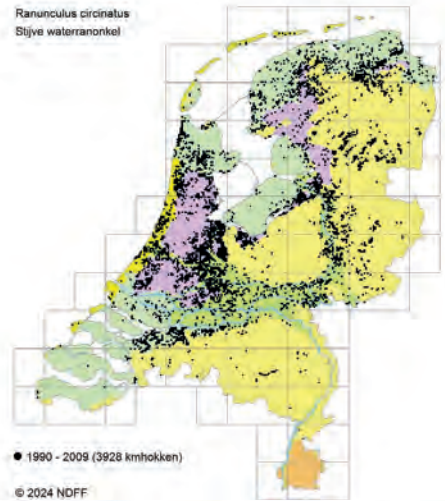 Ranunculus circinatus
Stijve waterranonkel
● 1990 - 2009 (3928 kmhokken)
© 2024 NDFF